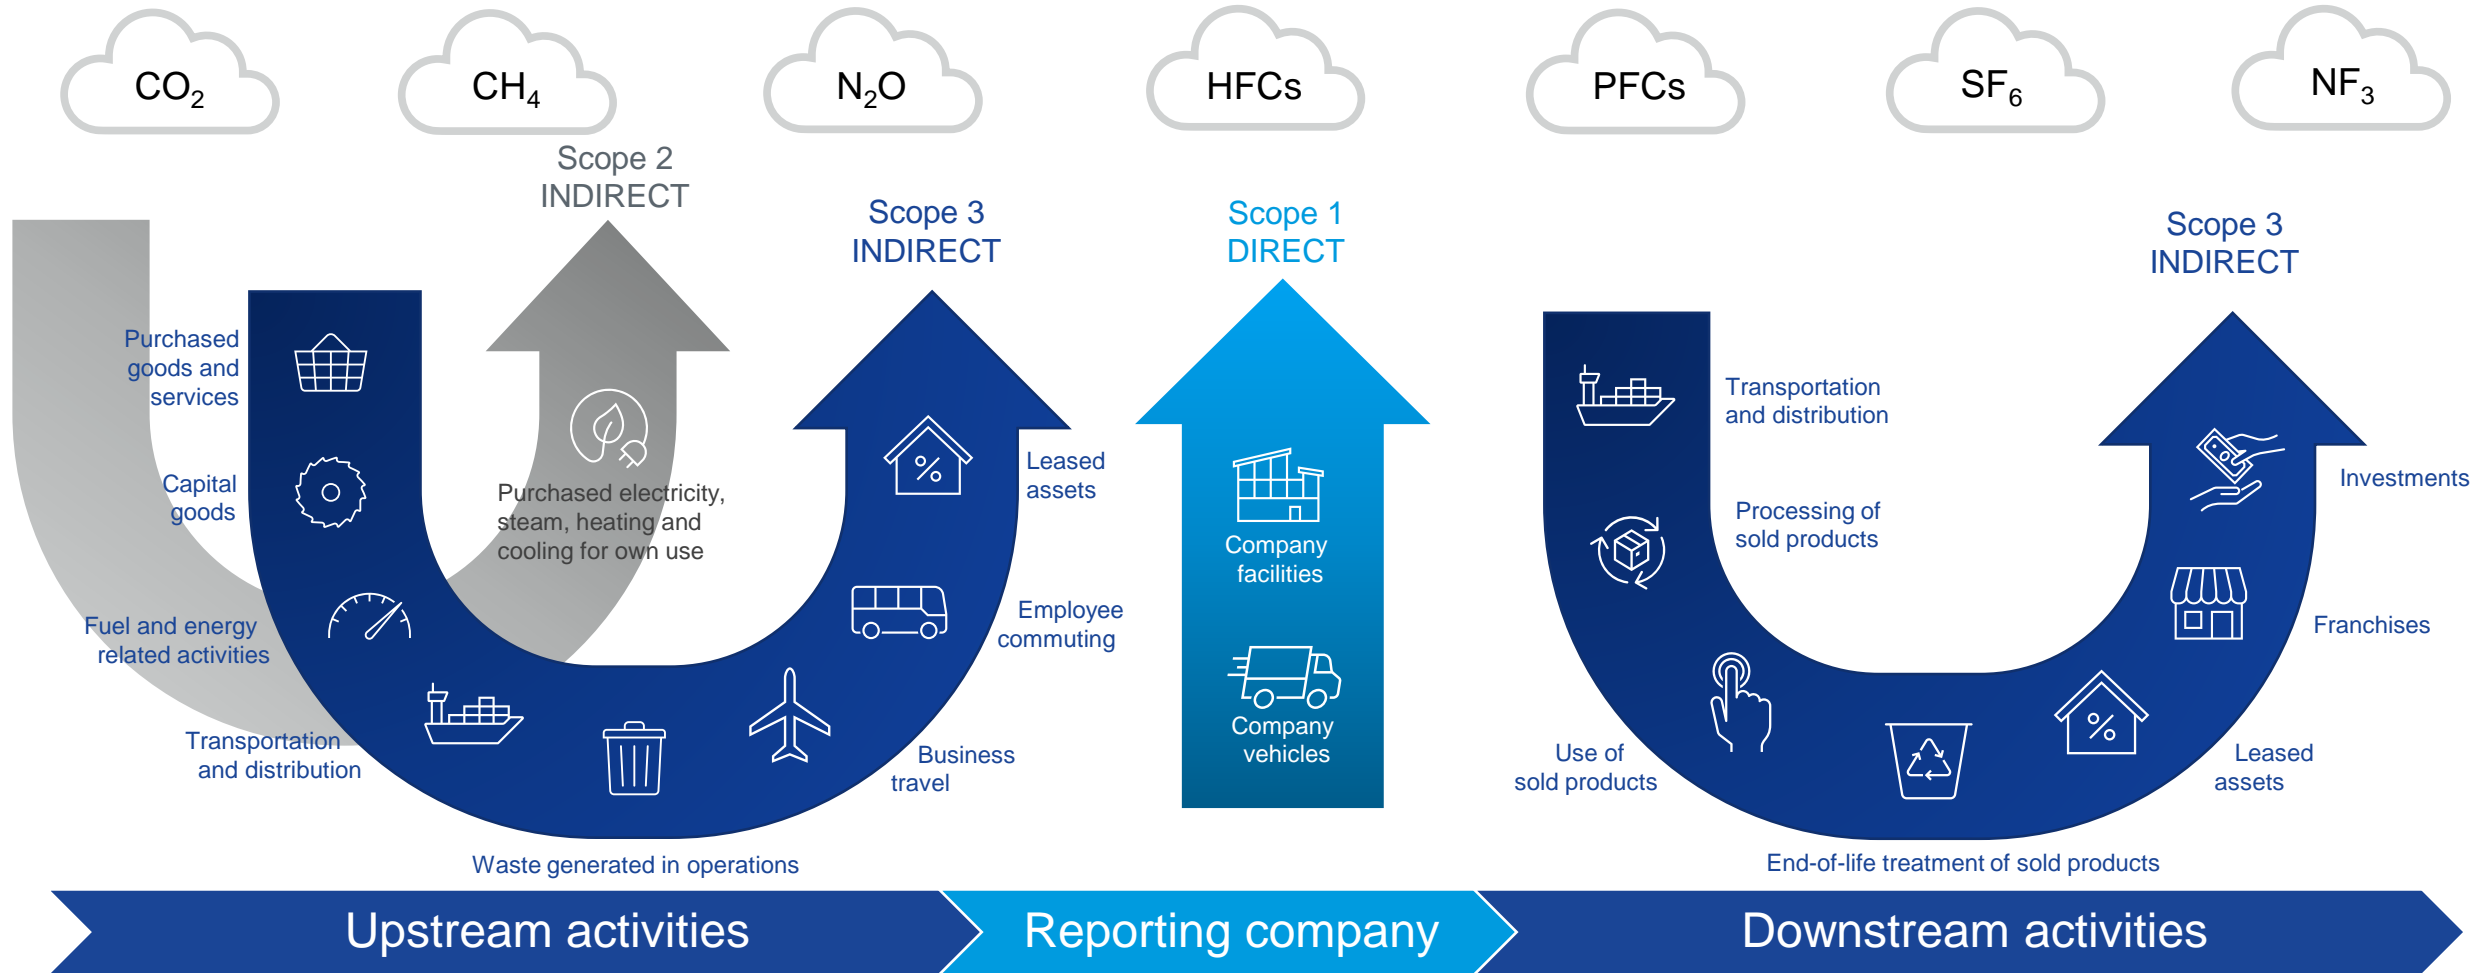 CO₂
CH₄
N₂O
HFCs
PFCs
SF₆
NF₃
Scope 2
INDIRECT
Scope 3
INDIRECT
Scope 1
DIRECT
Scope 3
INDIRECT
Purchased
goods and
services
Capital
goods
Fuel and energy
related activities
Transportation
and distribution
Waste generated in operations
Business
travel
Employee
commuting
Leased
assets
Purchased electricity,
steam, heating and
cooling for own use
Company
facilities
Company
vehicles
Transportation
and distribution
Processing of
sold products
Use of
sold products
End-of-life treatment of sold products
Leased
assets
Franchises
Investments
%
%
Upstream activities
Reporting company
Downstream activities